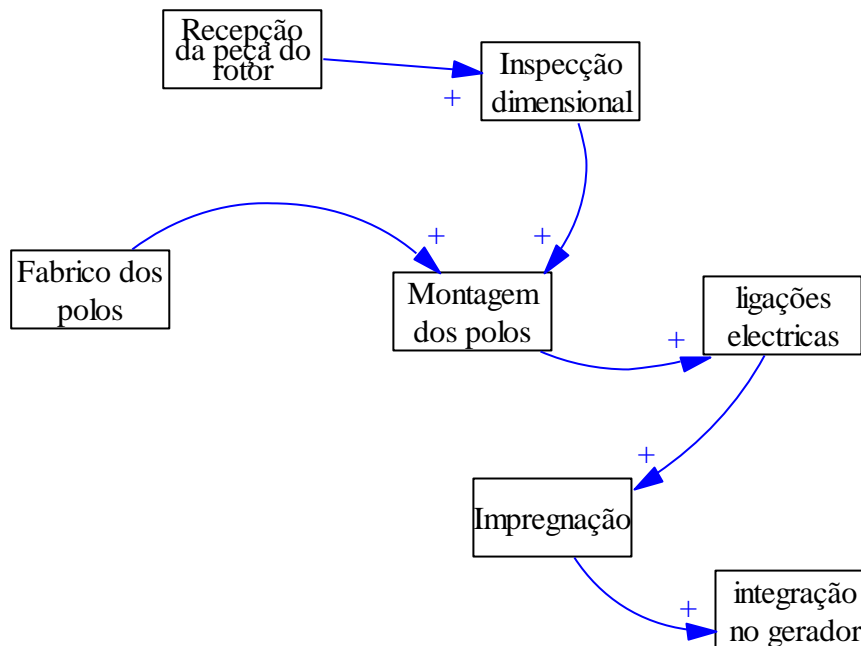 Recepção
da peça do
rotor
+
Inspecção
dimensional
+
+
Fabrico dos
polos
Montagem
dos polos
+
ligações
electricas
+
Impregnação
+
integração
no gerador